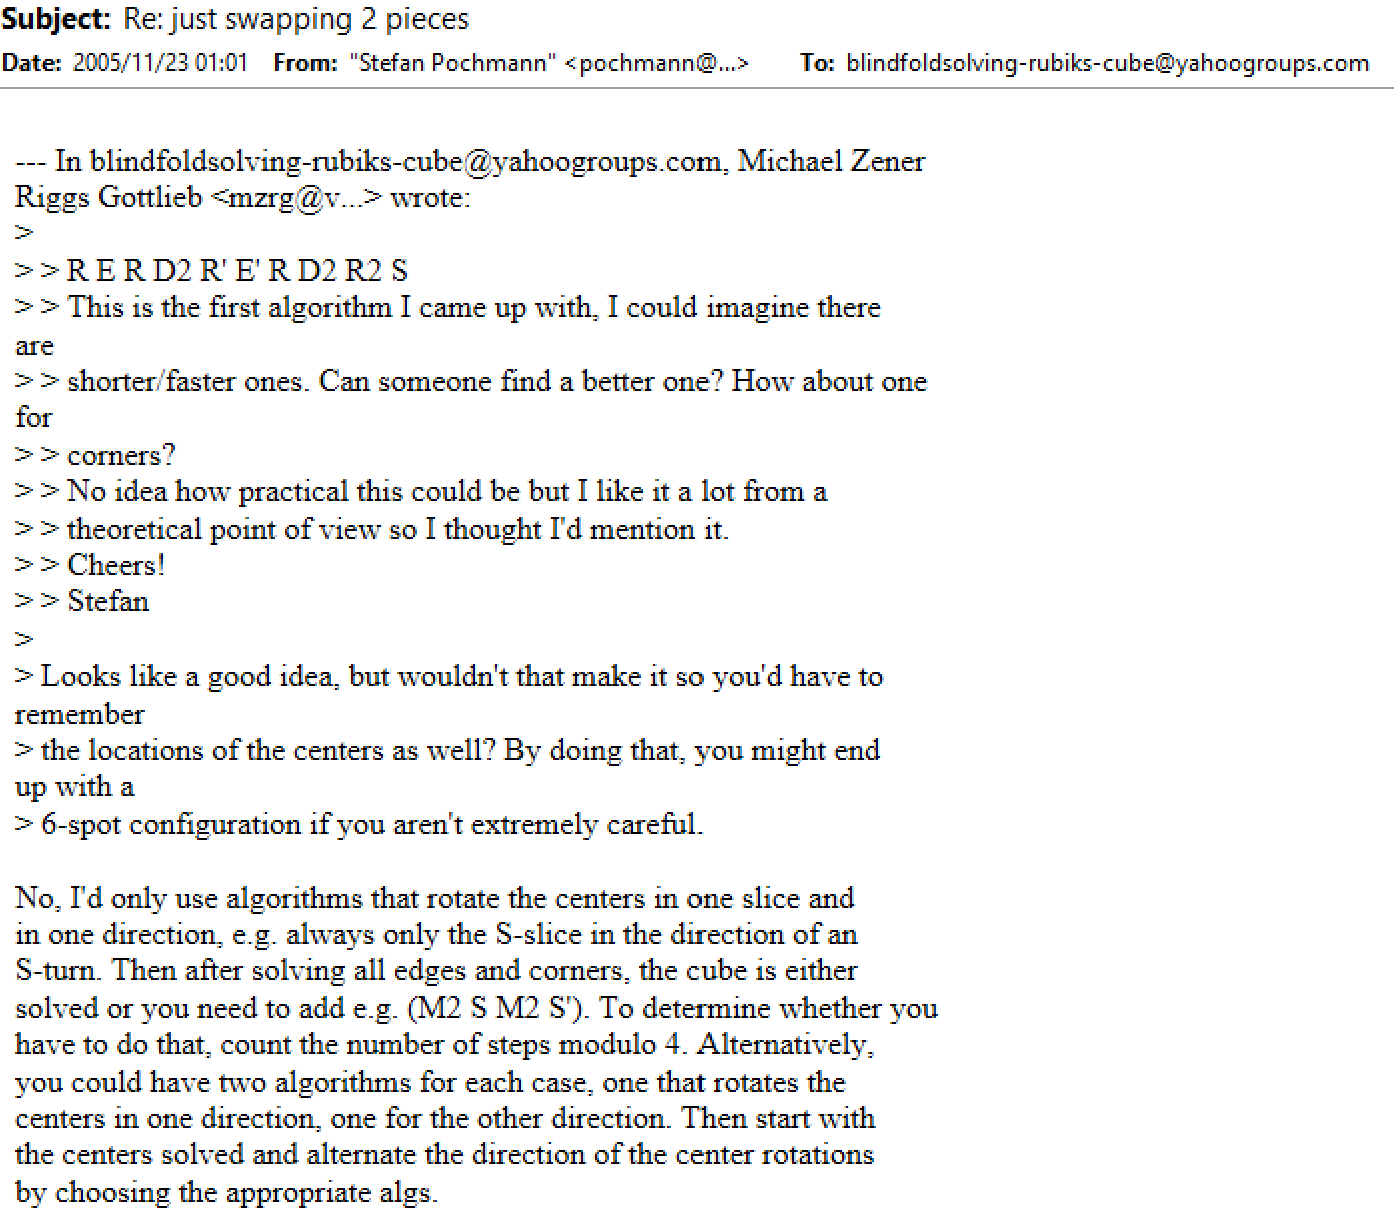 Subject: Re: just swapping 2 pieces
Date: 2005/11/23 01:01 From: "Stefan Pochmann" <pochmann@...> To: blindfoldsolving-rubiks-cube@yahoogroups.com
--- In blindfoldsolving-rubiks-cube@yahoogroups.com, Michael Zener
Riggs Gottlieb <mzrg@v...> wrote:
>
> > R E R D2 R' E' R D2 R2 S
> > This is the first algorithm I came up with, I could imagine there
are
> > shorter/faster ones. Can someone find a better one? How about one
for
> > corners?
> > No idea how practical this could be but I like it a lot from a
> > theoretical point of view so I thought I'd mention it.
> > Cheers!
> > Stefan
>
> Looks like a good idea, but wouldn't that make it so you'd have to
remember
> the locations of the centers as well? By doing that, you might end
up with a
> 6-spot configuration if you aren't extremely careful.
No, I'd only use algorithms that rotate the centers in one slice and
in one direction, e.g. always only the S-slice in the direction of an
S-turn. Then after solving all edges and corners, the cube is either
solved or you need to add e.g. (M2 S M2 S'). To determine whether you
have to do that, count the number of steps modulo 4. Alternatively,
you could have two algorithms for each case, one that rotates the
centers in one direction, one for the other direction. Then start with
the centers solved and alternate the direction of the center rotations
by choosing the appropriate algs.